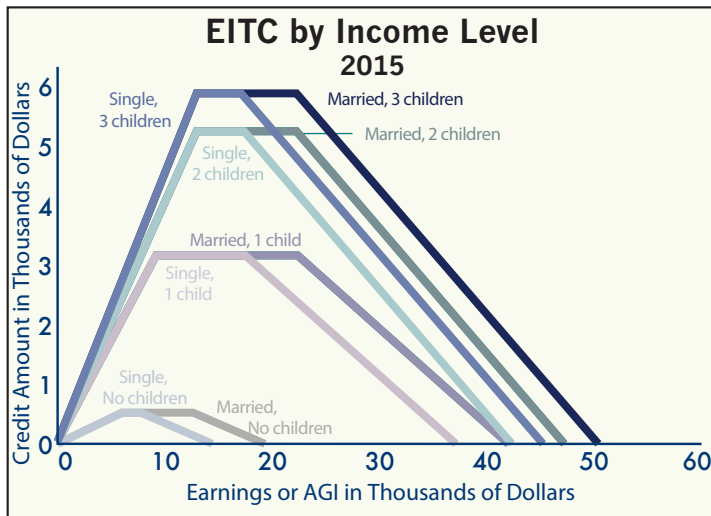 EITC by Income Level
2015
Credit Amount in Thousands of Dollars
6
5
4
3
2
1
0
Single,
3 children
Married, 3 children
Married, 2 children
Single,
2 children
Married, 1 child
Single,
1 child
Single,
No children
Married,
No children
0 10 20 30 40 50 60
Earnings or AGI in Thousands of Dollars